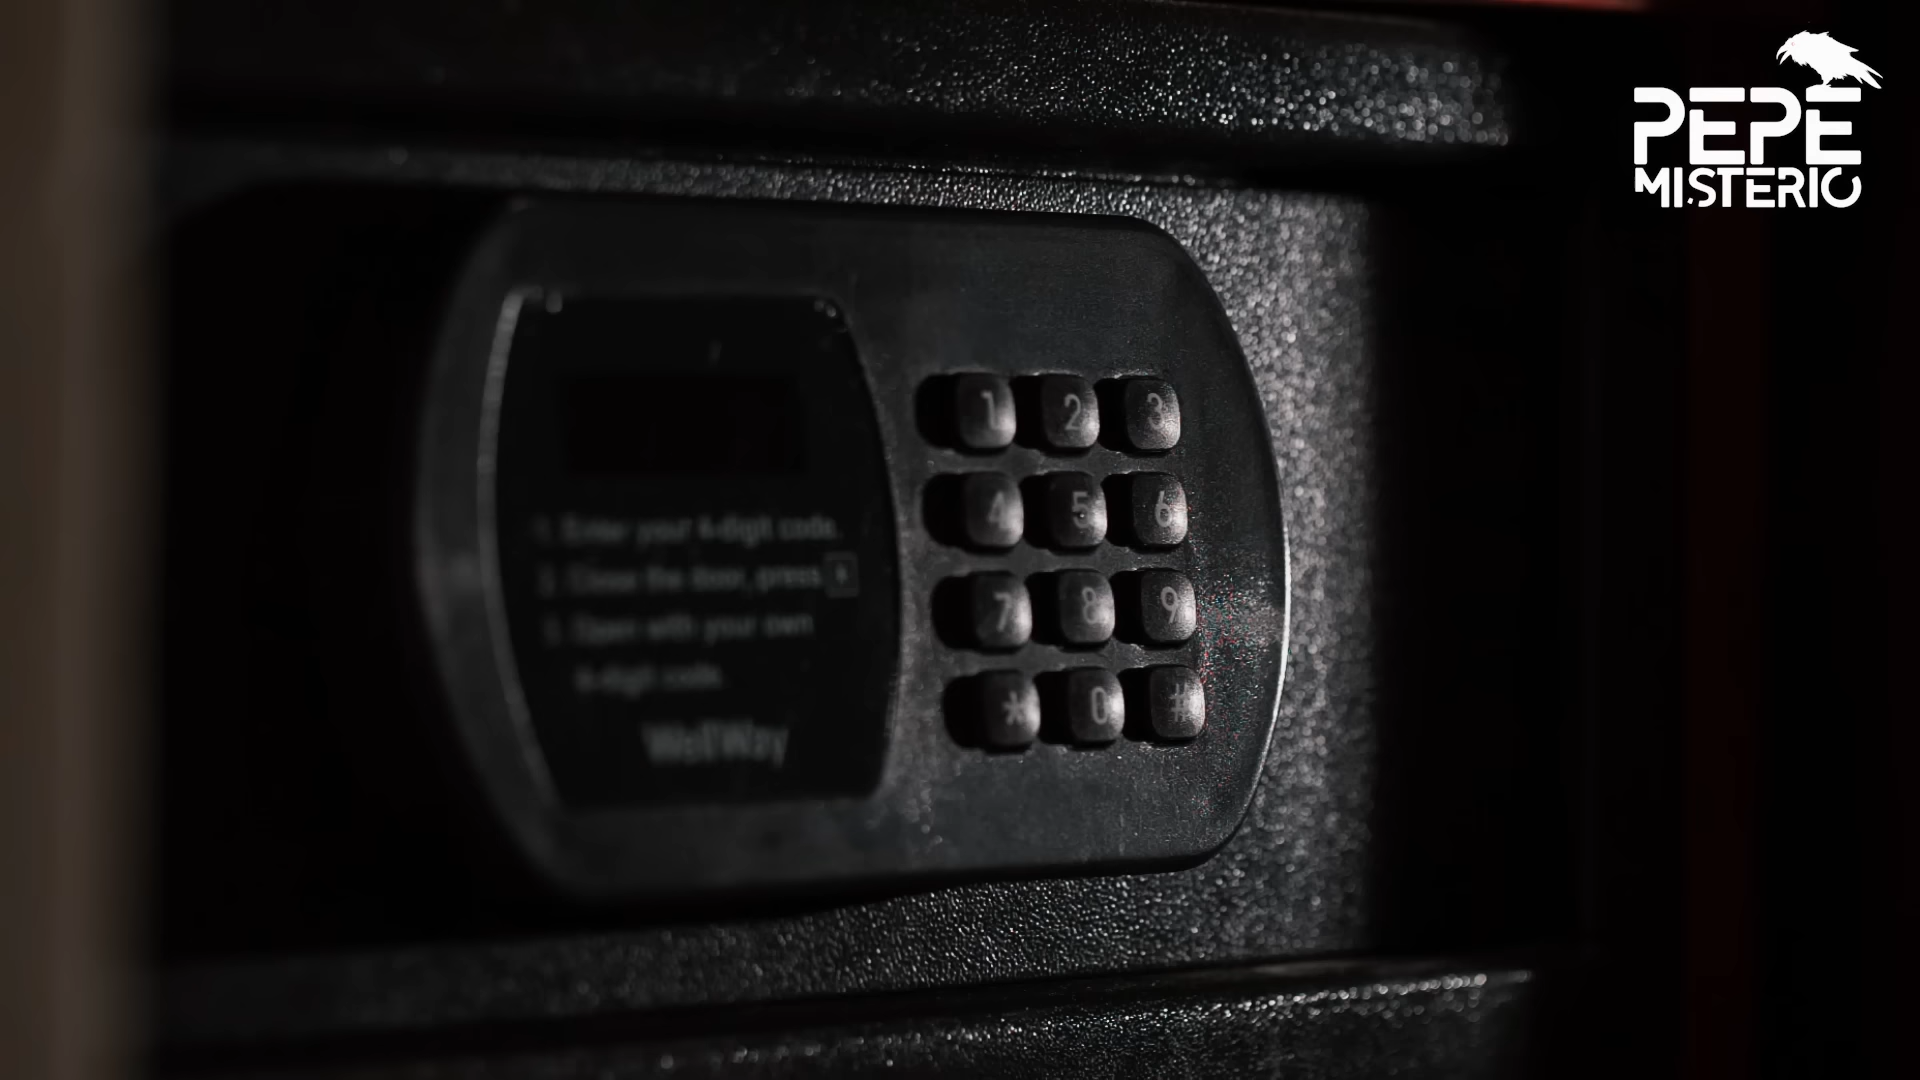 PEPE
MISTERIO
1 2 3
4 5 6
7 8 9
* 0 #
1. Enter your 4-digit code.
2. Close the door, press
3. Open with your own
4-digit code.
WellWay